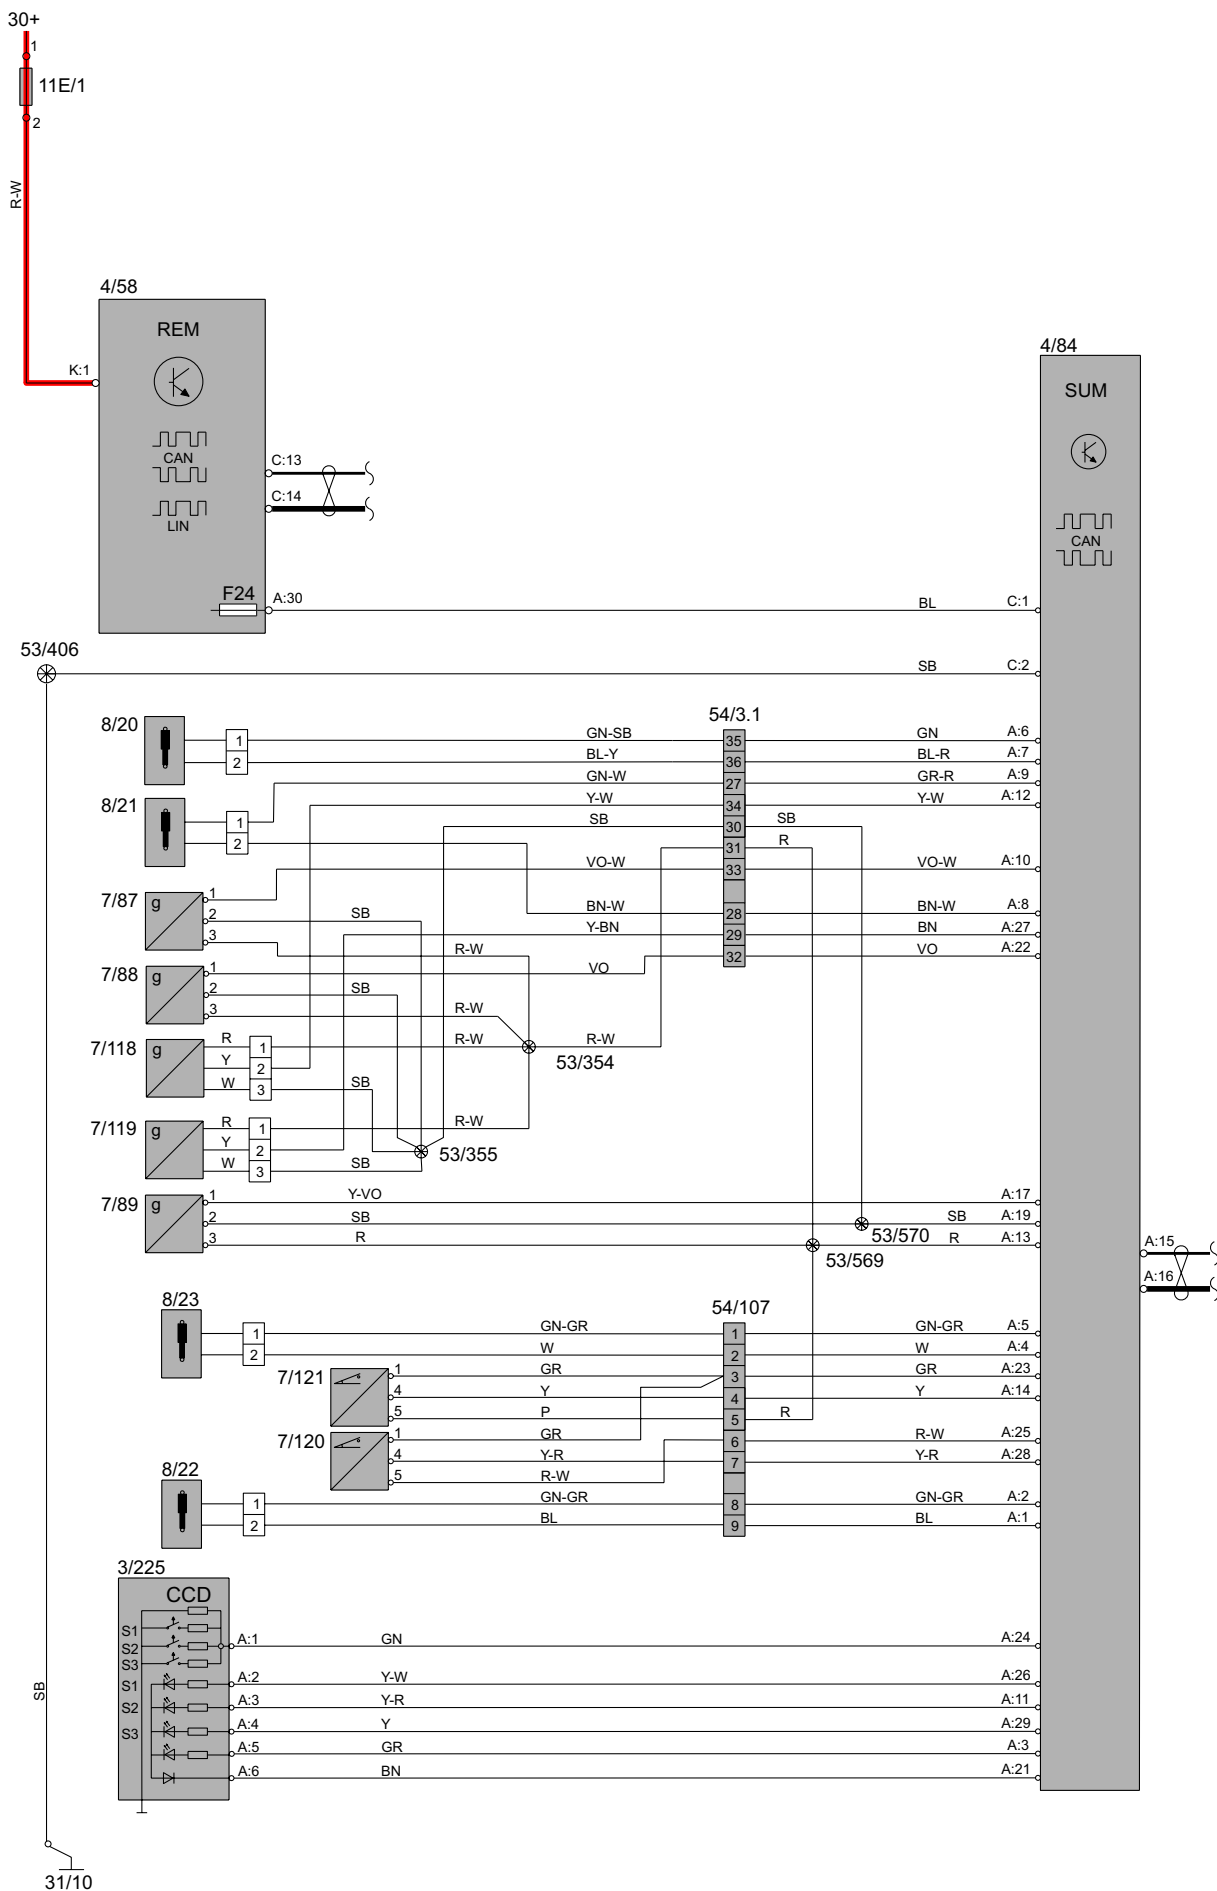 30+
1
11E/1
2
R-W
4/58
REM
K:1
CAN
LIN
C:13
C:14
F24
A:30
BL
C:1
4/84
SUM
CAN
53/406
SB
C:2
54/3.1
8/20
1
GN-SB
35
GN
A:6
2
BL-Y
36
BL-R
A:7
GN-W
27
GR-R
A:9
8/21
Y-W
34
Y-W
A:12
1
SB
30
SB
2
31
R
VO-W
33
VO-W
A:10
7/87
g
1
2
SB
3
BN-W
28
BN-W
A:8
Y-BN
29
BN
A:27
R-W
32
VO
A:22
7/88
g
1
VO
2
SB
3
R-W
7/118
g
R
1
R-W
R-W
53/354
Y
2
W
3
SB
7/119
g
R
1
R-W
Y
2
53/355
W
3
SB
7/89
g
1
Y-VO
A:17
2
SB
SB
A:19
53/570
3
R
R
A:13
53/569
A:15
A:16
8/23
54/107
1
GN-GR
1
GN-GR
A:5
2
W
2
W
A:4
7/121
1
GR
3
GR
A:23
4
Y
4
Y
A:14
5
P
5
R
7/120
1
GR
6
R-W
A:25
4
Y-R
7
Y-R
A:28
5
R-W
8/22
1
GN-GR
8
GN-GR
A:2
2
BL
9
BL
A:1
3/225
CCD
S1
S2
S3
S1
S2
S3
A:1
GN
A:24
A:2
Y-W
A:26
A:3
Y-R
A:11
A:4
Y
A:29
A:5
GR
A:3
A:6
BN
A:21
SB
31/10